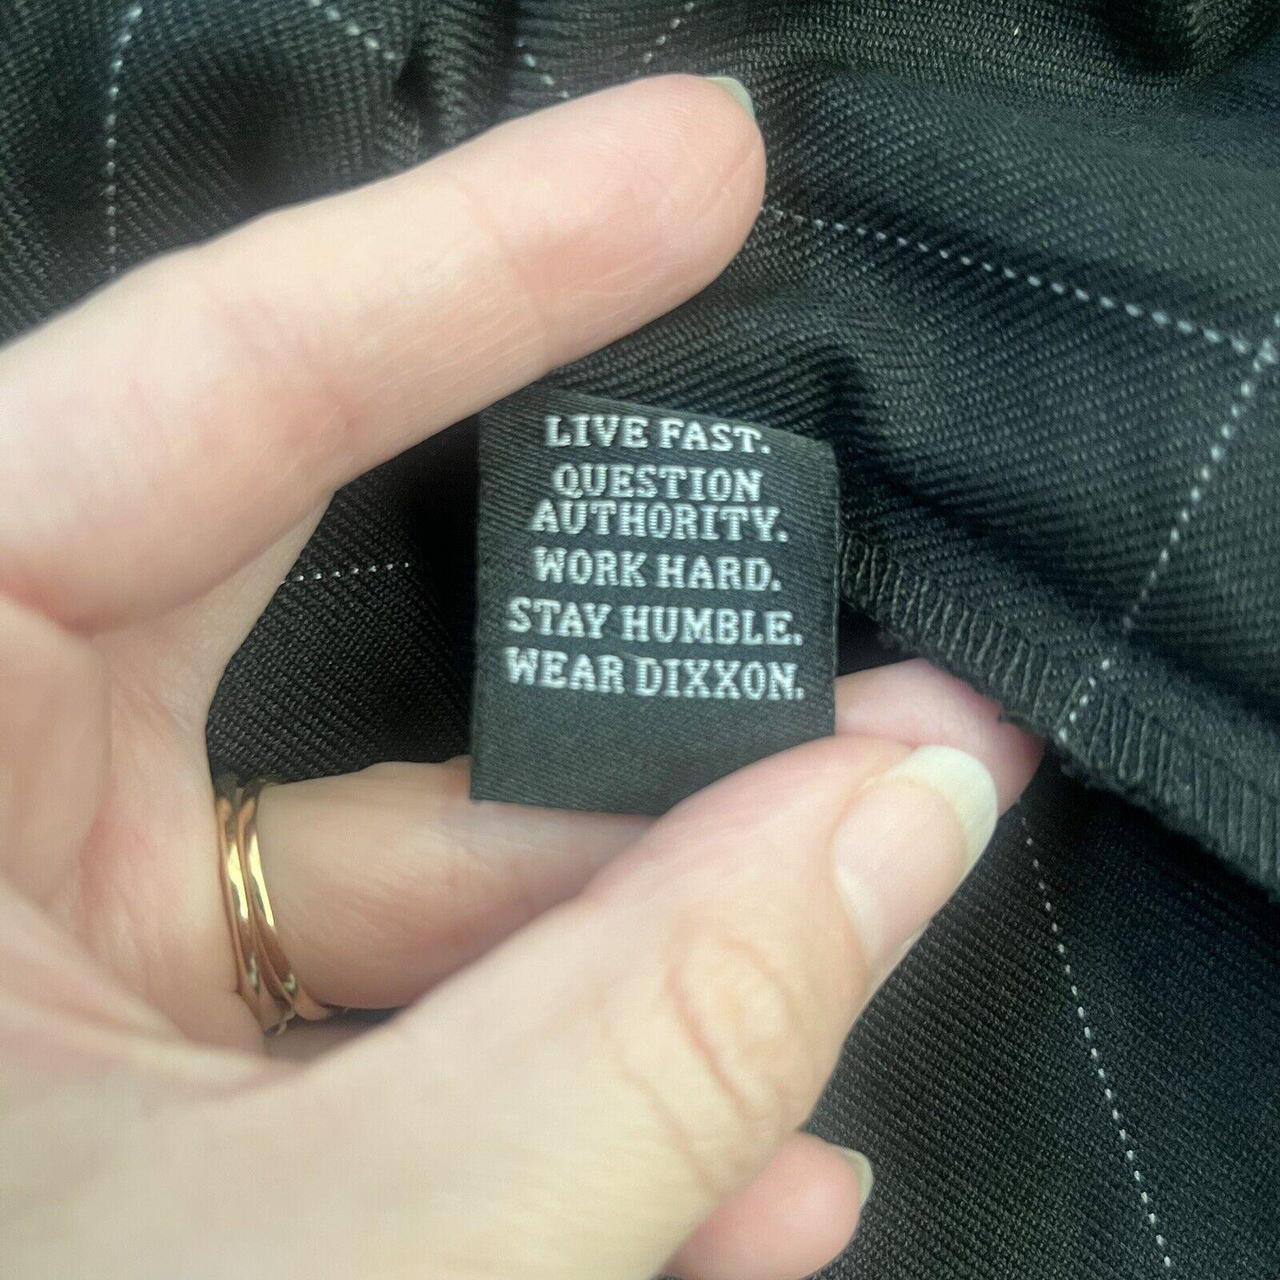 LIVE FAST.
QUESTION
AUTHORITY.
WORK HARD.
STAY HUMBLE.
WEAR DIXXON.